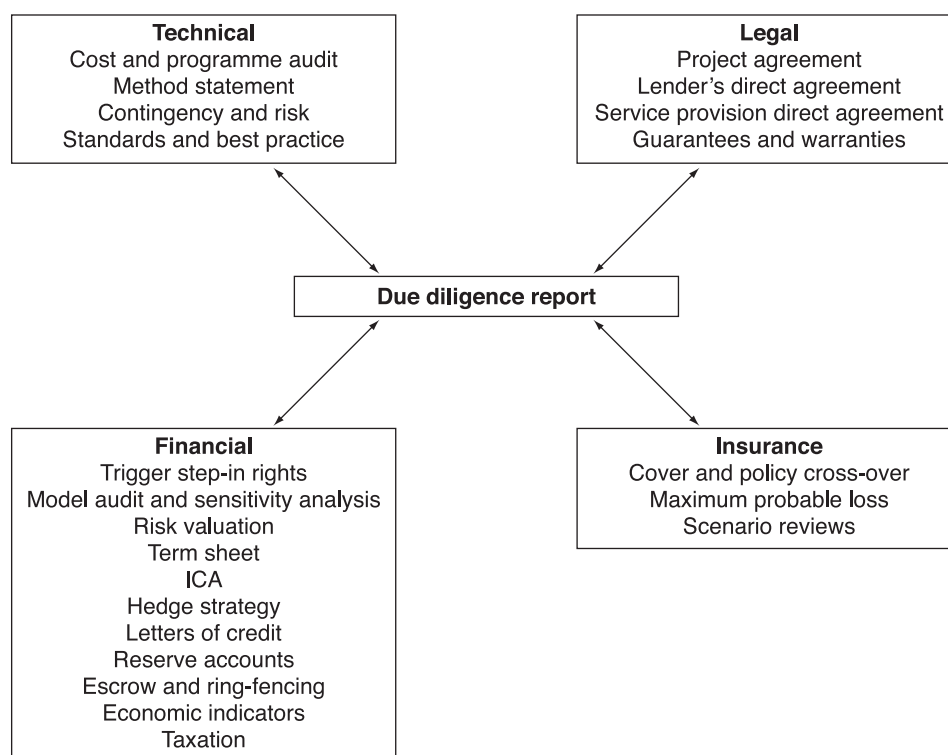 Technical
Cost and programme audit
Method statement
Contingency and risk
Standards and best practice
Legal
Project agreement
Lender's direct agreement
Service provision direct agreement
Guarantees and warranties
Due diligence report
Financial
Trigger step-in rights
Model audit and sensitivity analysis
Risk valuation
Term sheet
ICA
Hedge strategy
Letters of credit
Reserve accounts
Escrow and ring-fencing
Economic indicators
Taxation
Insurance
Cover and policy cross-over
Maximum probable loss
Scenario reviews